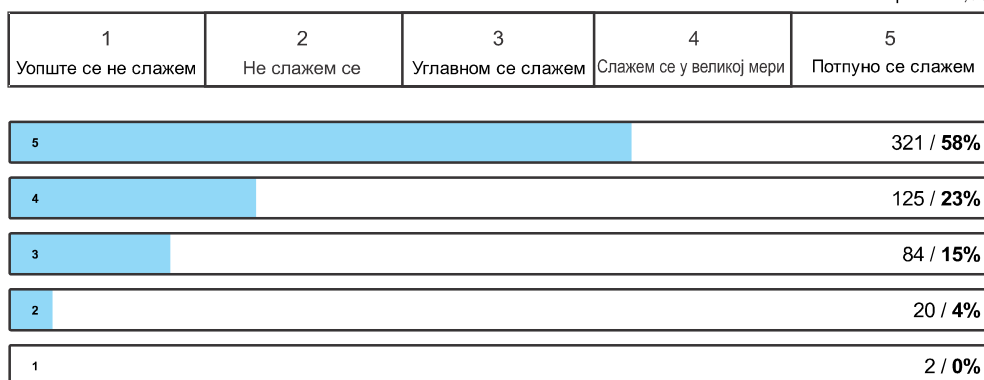 1 2 3 4 5
Уопште се не слажем Не слажем се Углавном се слажем Слажем се у великој мери Потпуно се слажем
5 321 / 58%
4 125 / 23%
3 84 / 15%
2 20 / 4%
1 2 / 0%